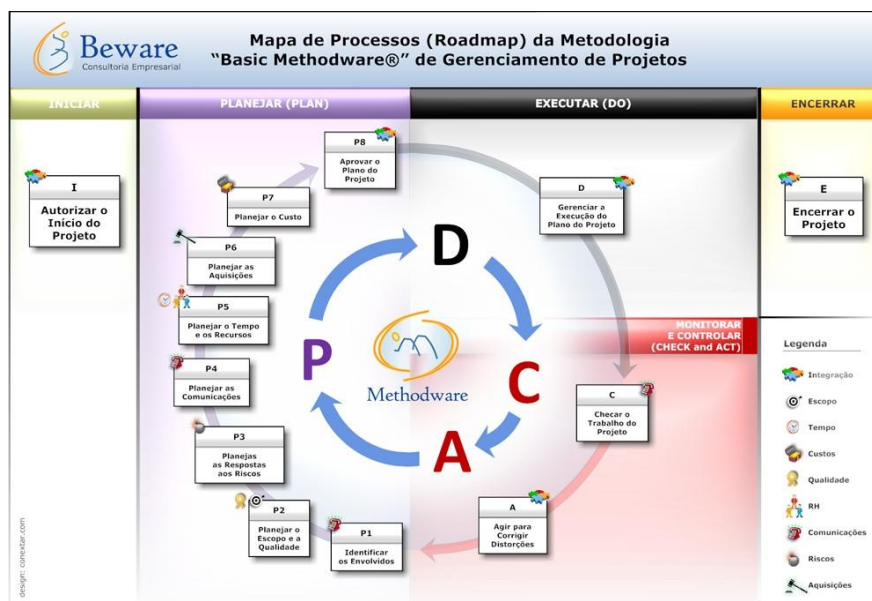 Beware
Consultoria Empresarial
Mapa de Processos (Roadmap) da Metodologia
“Basic Methodware®” de Gerenciamento de Projetos
INICIAR
PLANEJAR (PLAN)
EXECUTAR (DO)
ENCERRAR
I
Autorizar o
Início do
Projeto
P8
Aprovar o
Plano do
Projeto
P7
Planejar o Custo
P6
Planejar as
Aquisições
P5
Planejar o Tempo
e os Recursos
P4
Planejar as
Comunicações
P3
Planejas
as Respostas
aos Riscos
P2
Planejar o
Escopo e a
Qualidade
P1
Identificar
os Envolvidos
D
Gerenciar a
Execução do
Plano do Projeto
MONITORAR
E CONTROLAR
(CHECK and ACT)
C
Checar o
Trabalho do
Projeto
A
Agir para
Corrigir
Distorções
E
Encerrar o
Projeto
P
D
C
A
Methodware
Legenda
Integração
Escopo
Tempo
Custos
Qualidade
RH
Comunicações
Riscos
Aquisições
design: conextar.com